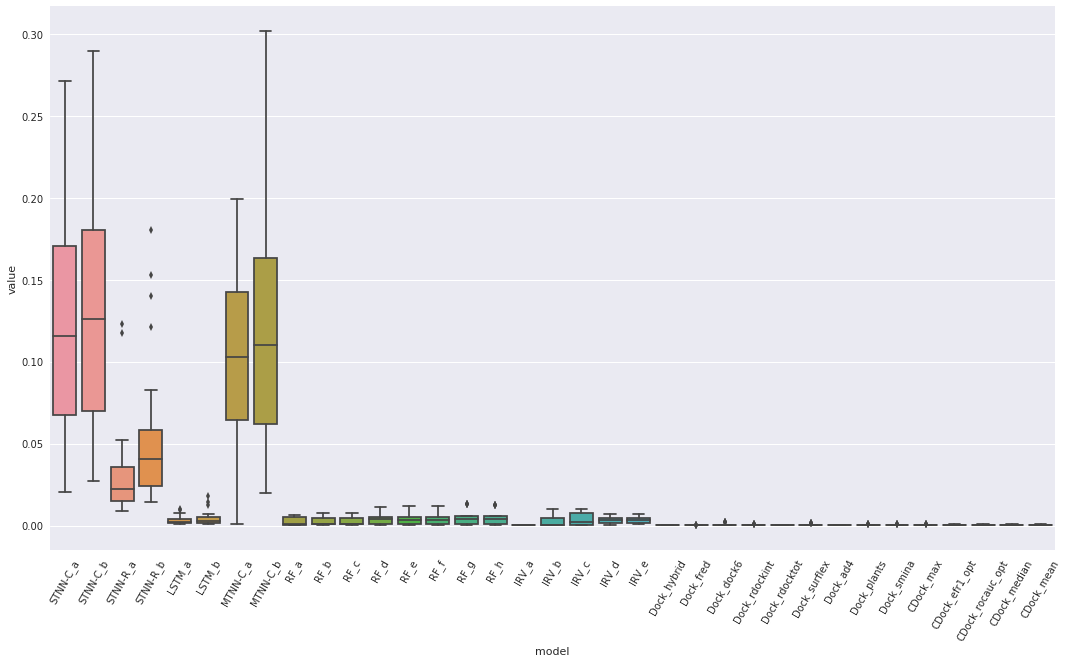 0.30
0.25
0.20
0.15
0.10
0.05
0.00
value
STNN-C_a
STNN-C_b
STNN-R_a
STNN-R_b
LSTM_a
LSTM_b
MTNN-C_a
MTNN-C_b
RF_a
RF_b
RF_c
RF_d
RF_e
RF_f
RF_g
RF_h
IRV_a
IRV_b
IRV_c
IRV_d
IRV_e
Dock_hybrid
Dock_fred
Dock_dock6
Dock_rdockint
Dock_rdocktot
Dock_surflex
Dock_ad4
Dock_plants
Dock_smina
CDock_max
CDock_efr1_opt
CDock_rocauc_opt
CDock_median
CDock_mean
model